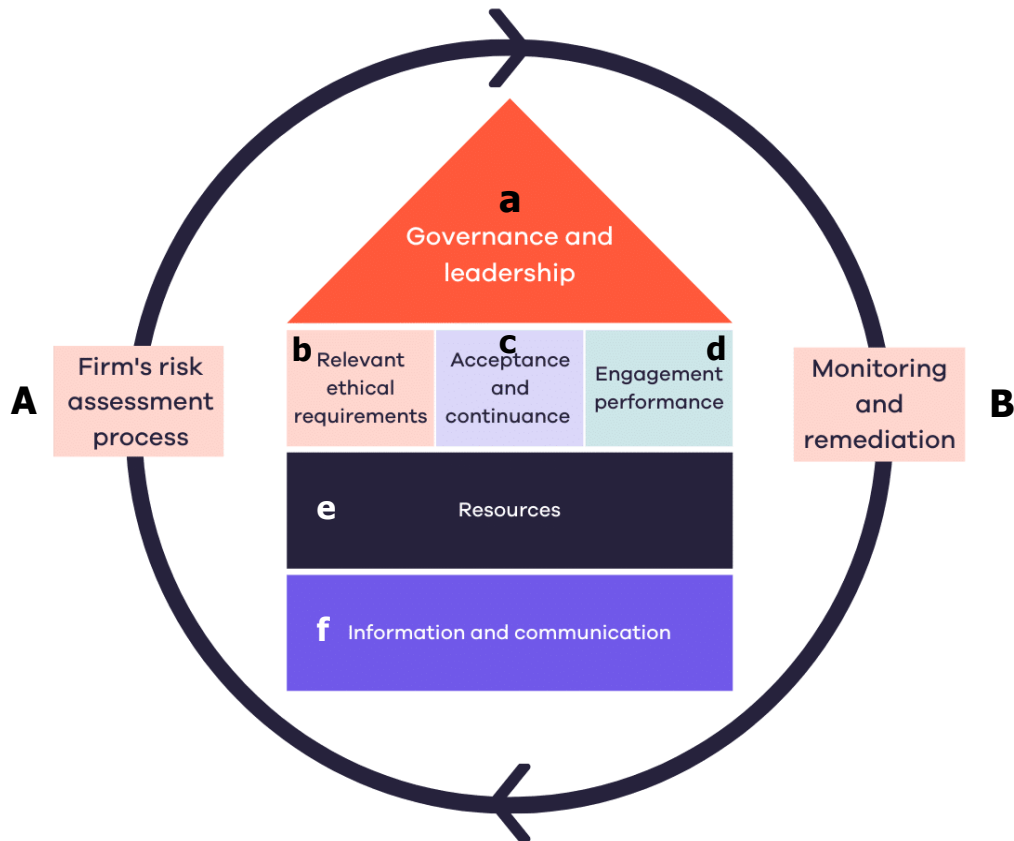 a
Governance and
leadership
b
Relevant
ethical
requirements
c
Acceptance
and
continuance
d
Engagement
performance
A
Firm's risk
assessment
process
Monitoring
and
remediation
B
e
Resources
f
Information and communication